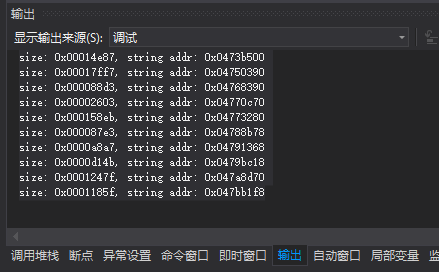 输出
显示输出来源(S): 调试
size: 0x00014e87, string addr: 0x0473b500
size: 0x00017ff7, string addr: 0x04750390
size: 0x000088d3, string addr: 0x04768390
size: 0x00002603, string addr: 0x04770c70
size: 0x000158eb, string addr: 0x04773280
size: 0x000087e3, string addr: 0x04788b78
size: 0x0000a8a7, string addr: 0x04791368
size: 0x0000d14b, string addr: 0x0479bc18
size: 0x0001247f, string addr: 0x047a8d70
size: 0x0001185f, string addr: 0x047bb1f8
调用堆栈 断点 异常设置 命令窗口 即时窗口 输出 自动窗口 局部变量 监